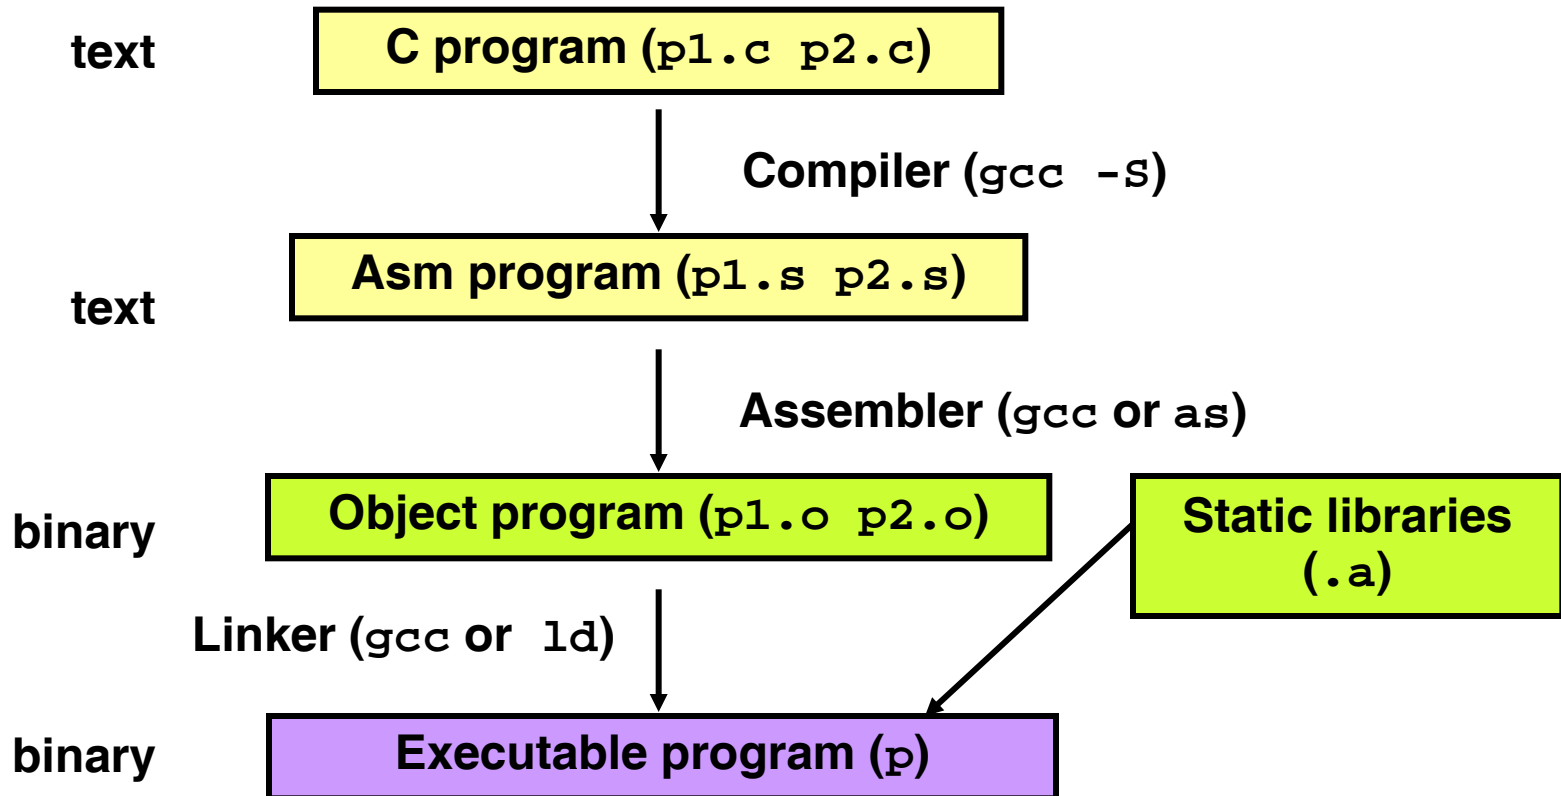 text
C program (p1.c p2.c)
Compiler (gcc -S)
text
Asm program (p1.s p2.s)
Assembler (gcc or as)
binary
Object program (p1.o p2.o)
Static libraries
(.a)
Linker (gcc or ld)
binary
Executable program (p)